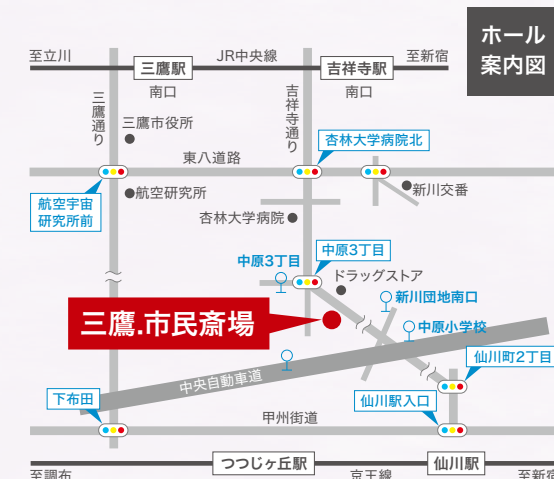 ホール
案内図
至立川
三鷹駅
JR中央線
吉祥寺駅
至新宿
南口
南口
三鷹通り
吉祥寺通り
三鷹市役所
杏林大学病院北
東八道路
航空研究所
新川交番
航空宇宙
研究所前
杏林大学病院
中原3丁目
中原3丁目
ドラッグストア
新川団地南口
三鷹.市民斎場
中原小学校
仙川町2丁目
中央自動車道
下布田
仙川駅入口
甲州街道
つつじヶ丘駅
仙川駅
至調布
京王線
至新宿